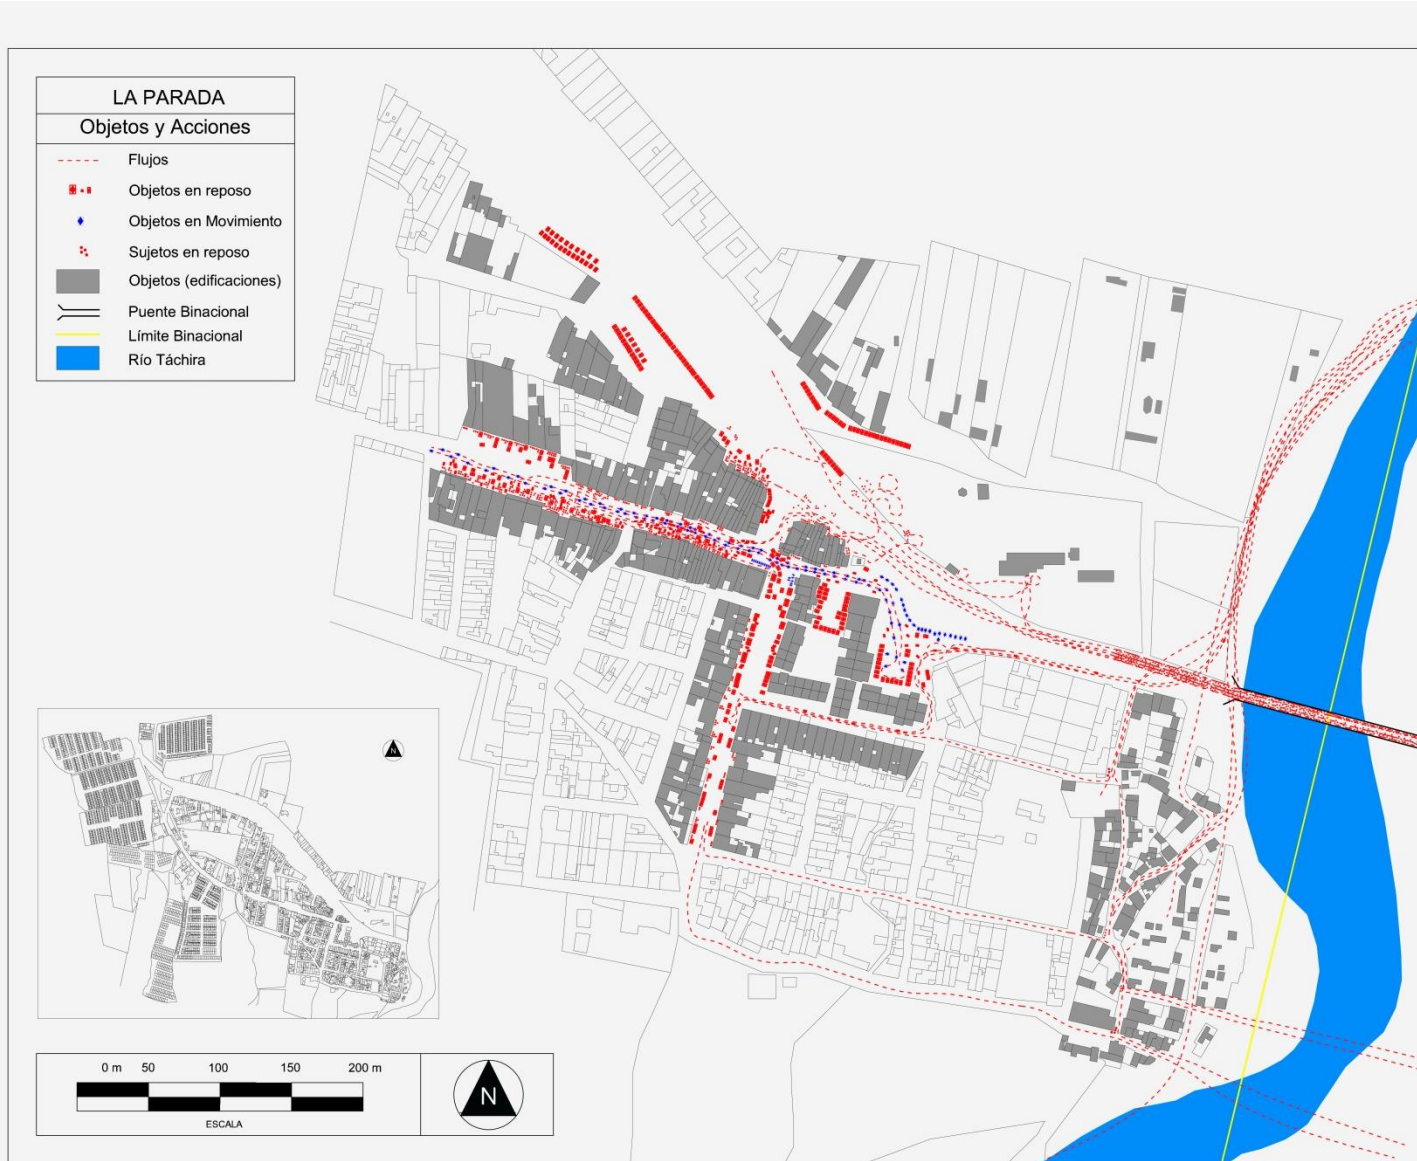 LA PARADA
Objetos y Acciones
Flujos
Objetos en reposo
Objetos en Movimiento
Sujetos en reposo
Objetos (edificaciones)
Puente Binacional
Límite Binacional
Río Táchira
N
0 m 50 100 150 200 m
ESCALA
N